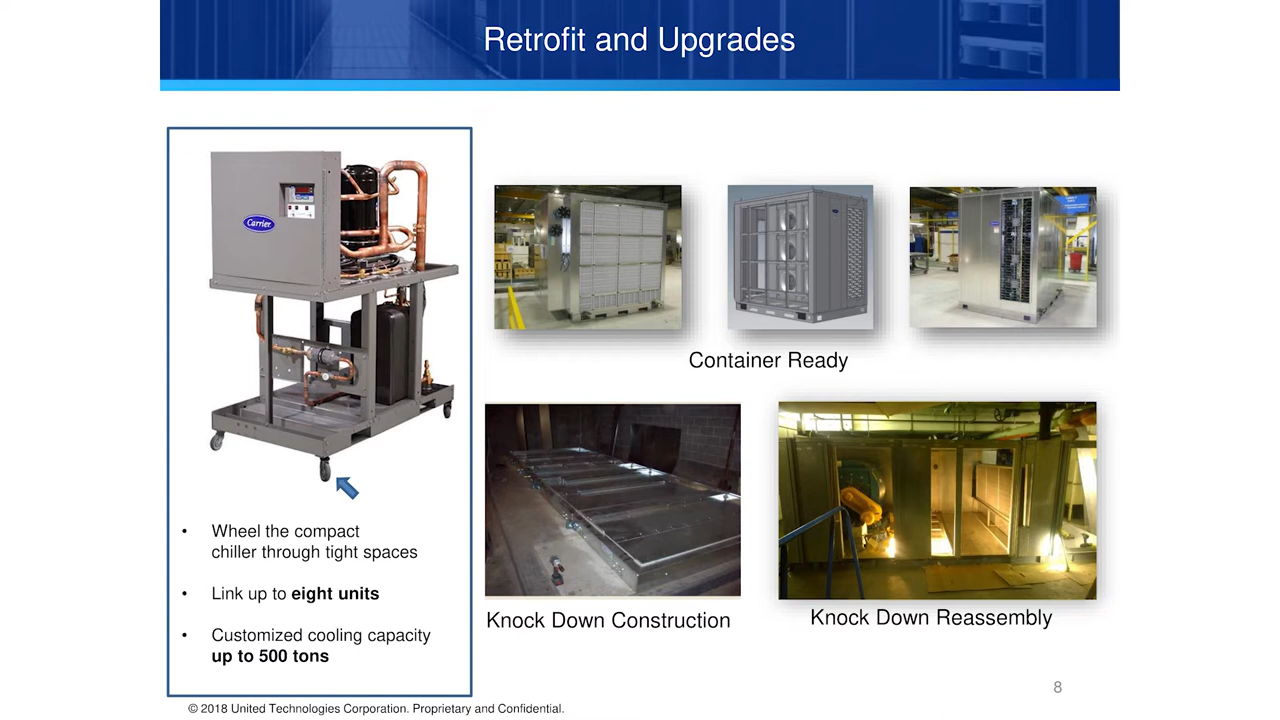 Retrofit and Upgrades
Carrier
• Wheel the compact
chiller through tight spaces
• Link up to eight units
• Customized cooling capacity
up to 500 tons
Container Ready
Knock Down Construction
Knock Down Reassembly
8
© 2018 United Technologies Corporation. Proprietary and Confidential.